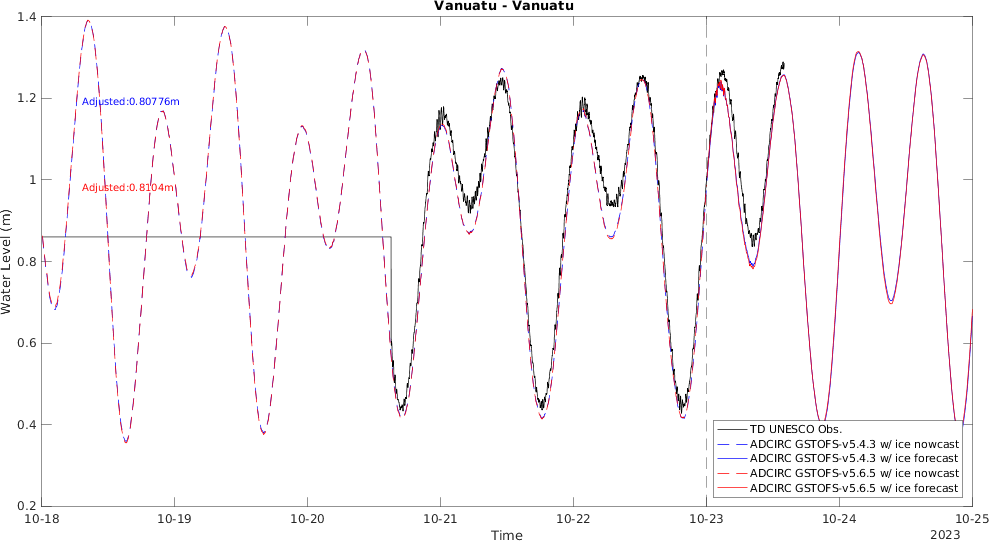 Vanuatu - Vanuatu
1.4
1.2
1
0.8
0.6
0.4
0.2
Water Level (m)
Adjusted:0.80776m
Adjusted:0.8104m
TD UNESCO Obs.
ADCIRC GSTOFS-v5.4.3 w/ ice nowcast
ADCIRC GSTOFS-v5.4.3 w/ ice forecast
ADCIRC GSTOFS-v5.6.5 w/ ice nowcast
ADCIRC GSTOFS-v5.6.5 w/ ice forecast
10-18 10-19 10-20 10-21 10-22 10-23 10-24 10-25
Time
2023